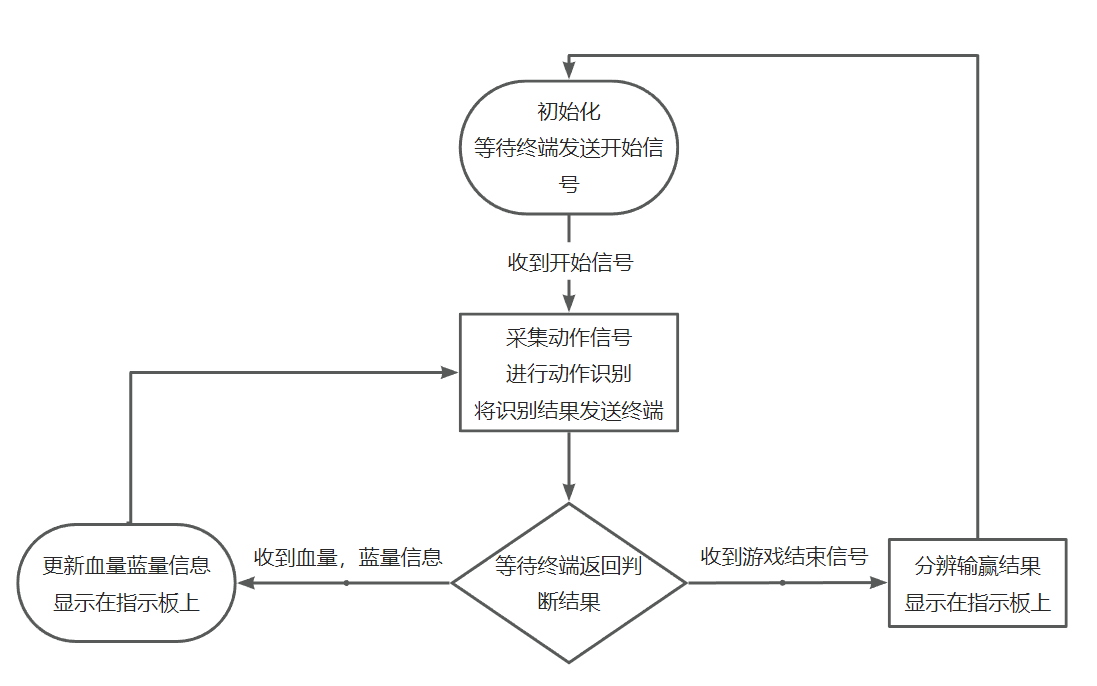 初始化
等待终端发送开始信
号
收到开始信号
采集动作信号
进行动作识别
将识别结果发送终端
更新血量蓝量信息
显示在指示板上
收到血量，蓝量信息
等待终端返回判
断结果
收到游戏结束信号
分辨输赢结果
显示在指示板上